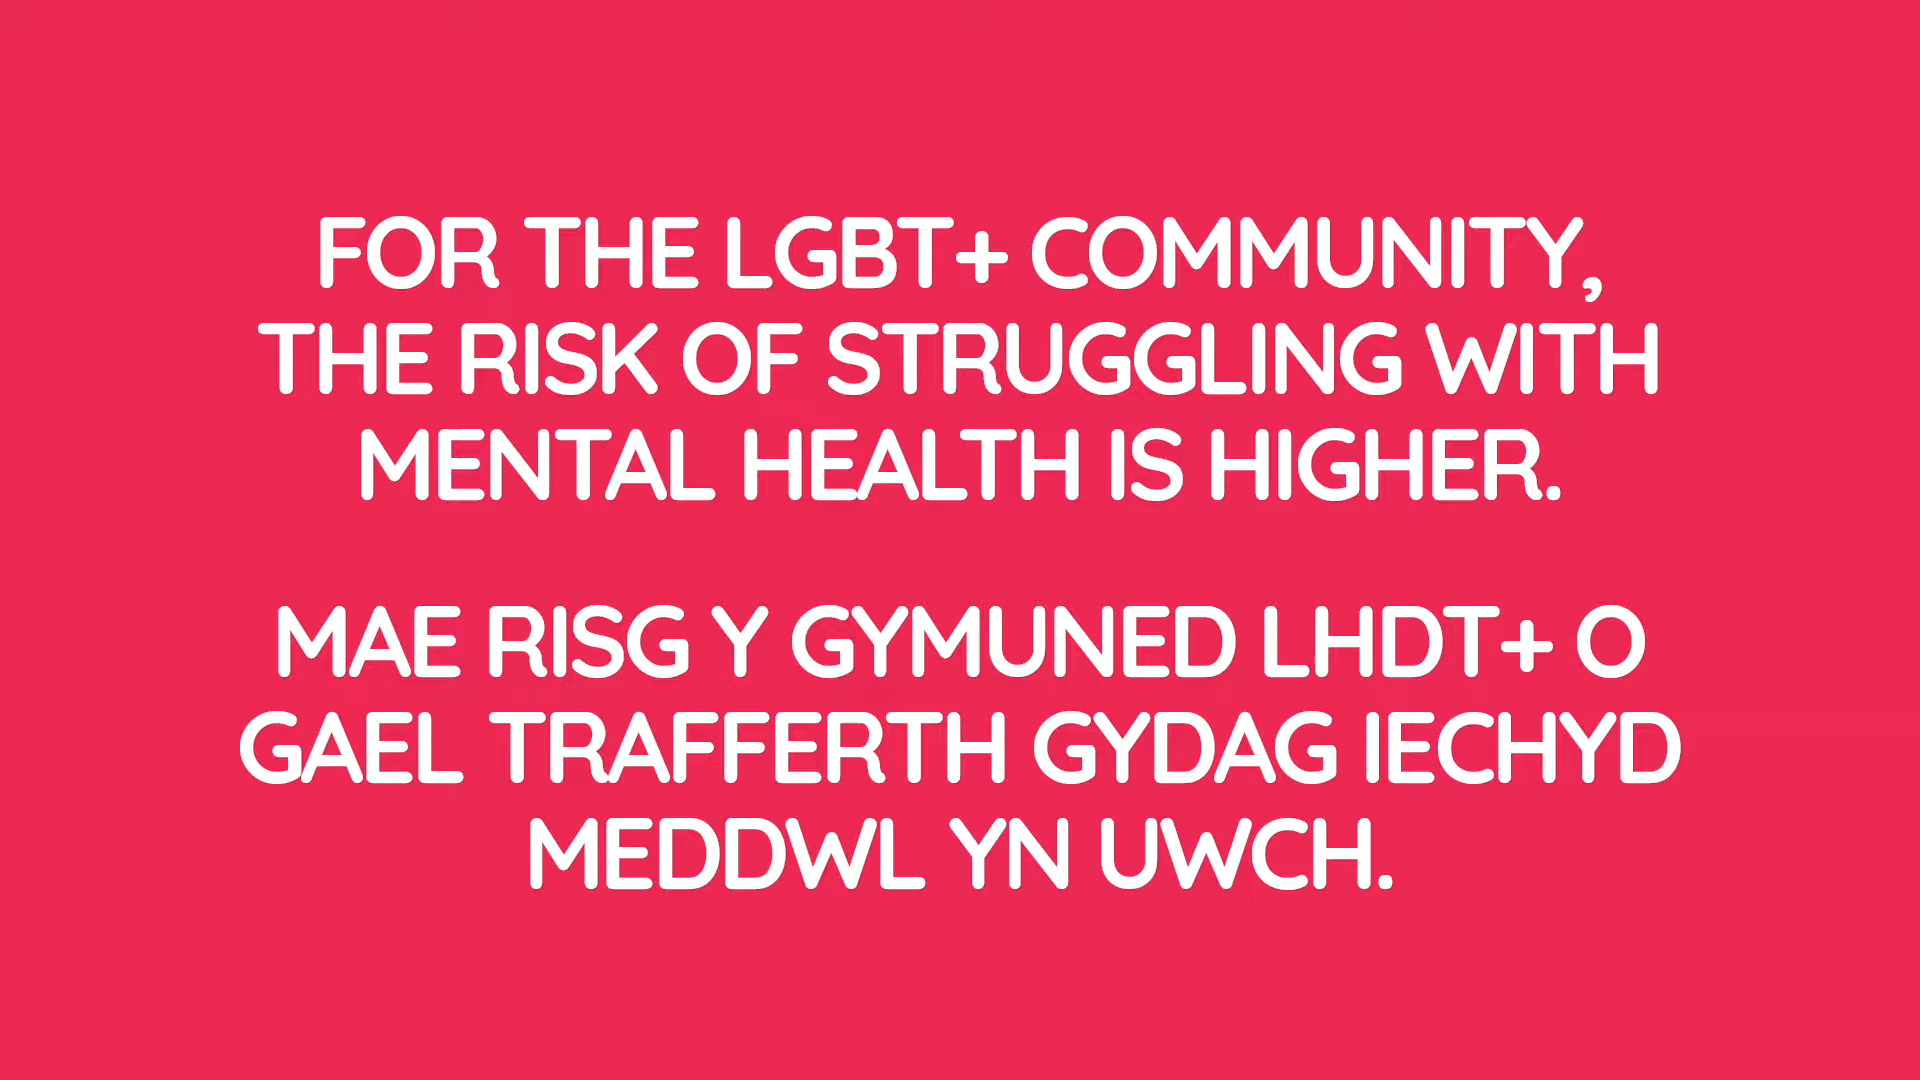 FOR THE LGBT+ COMMUNITY,
THE RISK OF STRUGGLING WITH
MENTAL HEALTH IS HIGHER.
MAE RISG Y GYMUNED LHDT+ O
GAEL TRAFFERTH GYDAG IECHYD
MEDDWL YN UWCH.